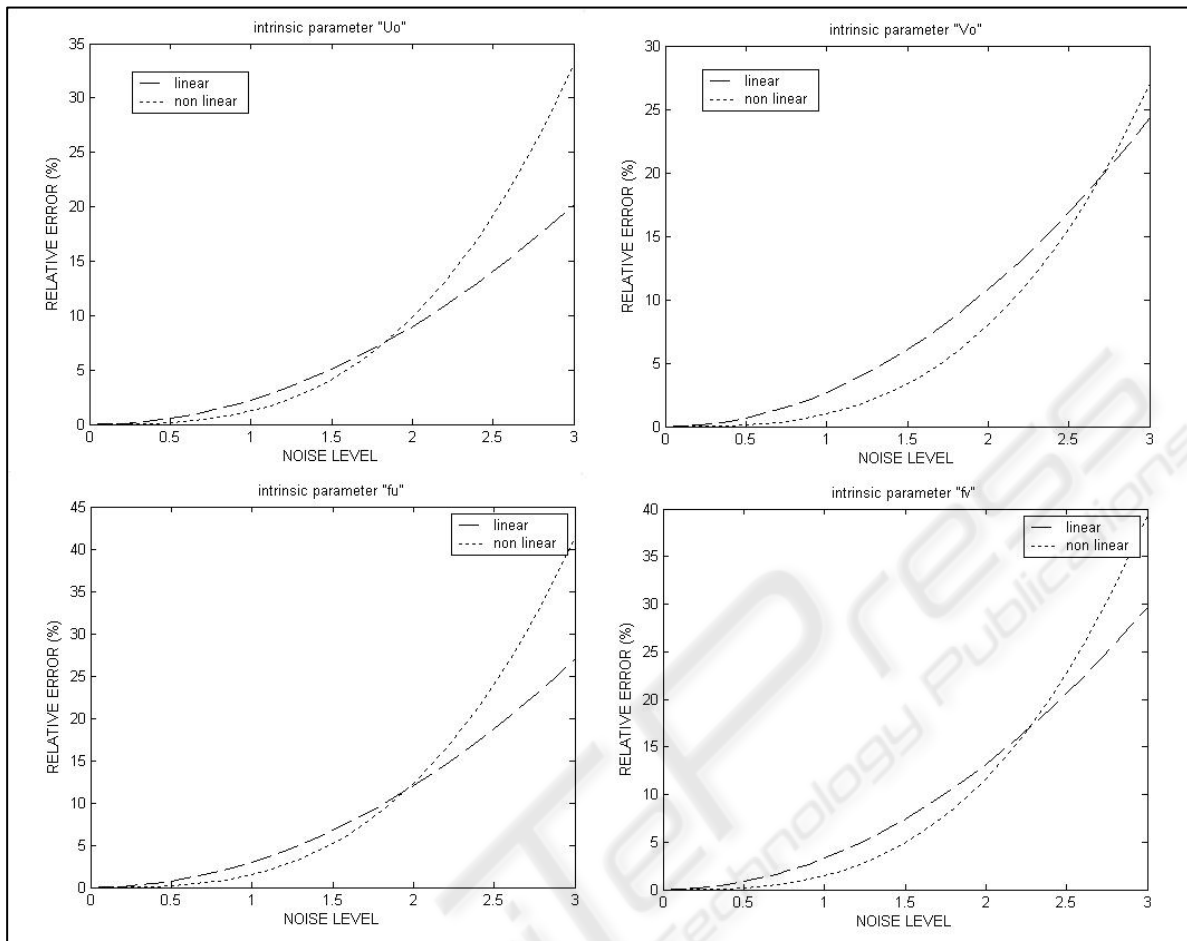 intrinsic parameter "Uo"
35
30
25
20
15
10
5
0
RELATIVE ERROR (%)
linear
non linear
0 0.5 1 1.5 2 2.5 3
NOISE LEVEL
intrinsic parameter "Vo"
30
25
20
15
10
5
0
RELATIVE ERROR (%)
linear
non linear
0 0.5 1 1.5 2 2.5 3
NOISE LEVEL
intrinsic parameter "fu"
45
40
35
30
25
20
15
10
5
0
RELATIVE ERROR (%)
linear
non linear
0 0.5 1 1.5 2 2.5 3
NOISE LEVEL
intrinsic parameter "fv"
40
35
30
25
20
15
10
5
0
RELATIVE ERROR (%)
linear
non linear
0 0.5 1 1.5 2 2.5 3
NOISE LEVEL
iTePress
Technology Publications